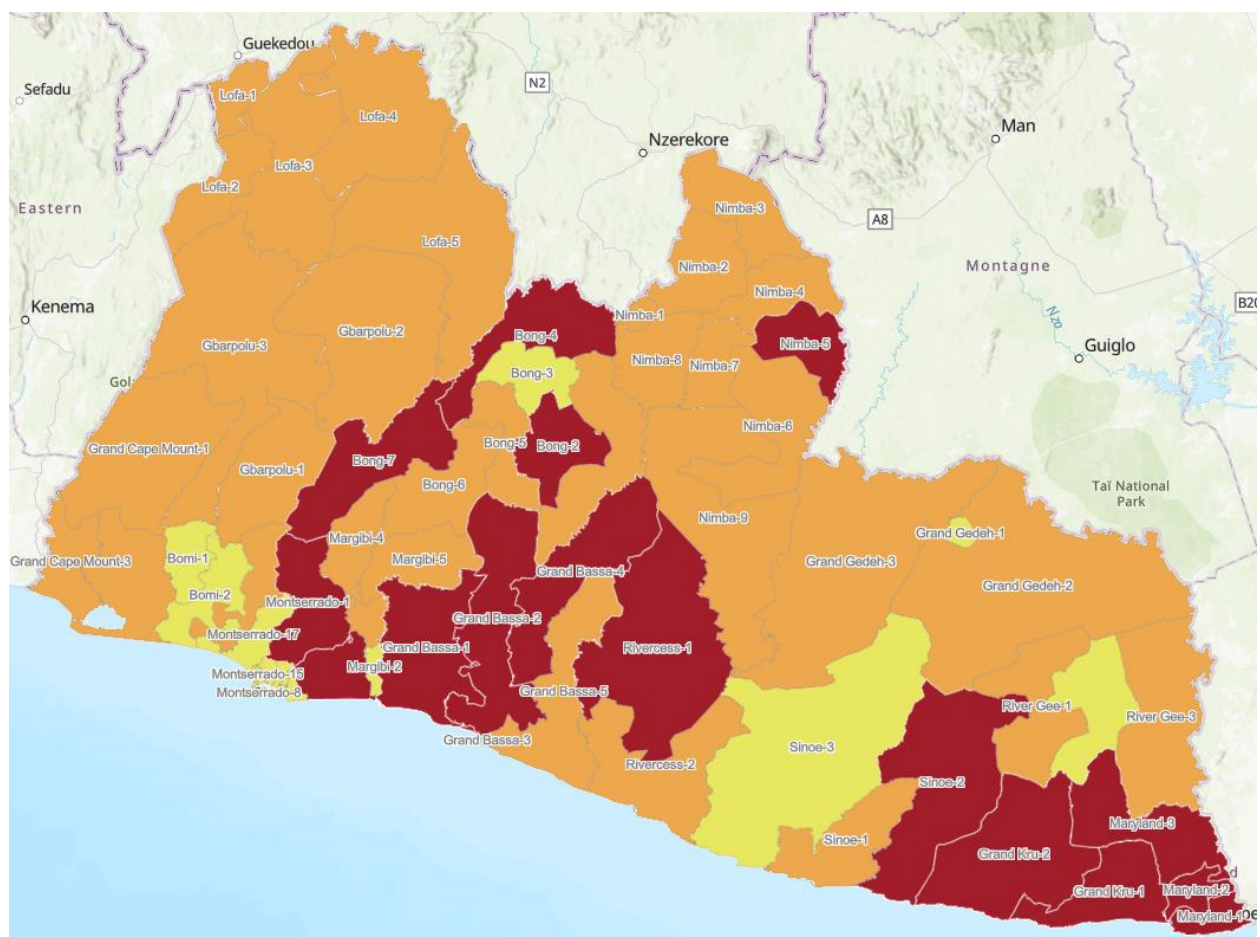 Guekedou
Sefadu
Lofa-1
N2
Lofa-4
Man
Nzerekore
Lofa-3
Lofa-2
Eastern
Nimba-3
A8
Lofa-5
Nimba-2
Montagne
Nimba-4
Kenema
B20
Nzo
Nimba-1
Gbarpolu-2
Bong-4
Gbarpolu-3
Nimba-5
Guiglo
Nimba-8
Nimba-7
Bong-3
Gol
Nimba-6
Grand Cape Mount-1
Gbarpolu-1
Bong-5
Bong-2
Bong-7
Bong-6
Taï National
Park
Nimba-9
Grand Gedeh-1
Margibi-4
Bomi-1
Margibi-5
Grand Cape Mount-3
Grand Gedeh-3
Grand Bassa-4
Grand Gedeh-2
Bomi-2
Montserrado-1
Grand Bassa-2
Montserrado-17
Grand Bassa-1
Rivercess-1
Margibi-2
Montserrado-15
Montserrado-8
Grand Bassa-5
River Gee-1
River Gee-3
Grand Bassa-3
Sinoe-3
Rivercess-2
Sinoe-2
Maryland-3
Sinoe-1
Grand Kru-2
d
Grand Kru-1
Maryland-2
Maryland-1
pe